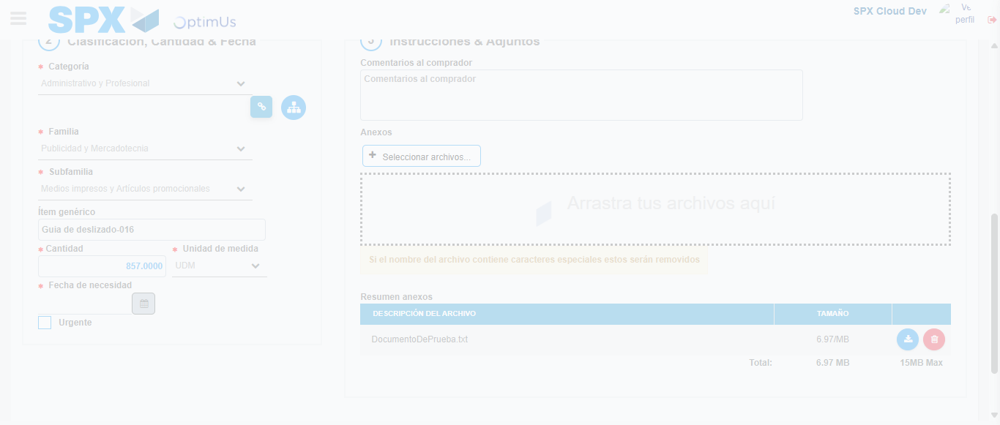 SPX
OptimUs
SPX Cloud Dev
perfil
2 Clasificación, Cantidad & Fecha
* Categoría
Administrativo y Profesional
* Familia
Publicidad y Mercadotecnia
* Subfamilia
Medios impresos y Artículos promocionales
Ítem genérico
Guia de deslizado-016
* Cantidad
* Unidad de medida
857.0000
UDM
* Fecha de necesidad
Urgente
3 Instrucciones & Adjuntos
Comentarios al comprador
Comentarios al comprador
Anexos
+ Seleccionar archivos...
Arrastra tus archivos aquí
Si el nombre del archivo contiene caracteres especiales estos serán removidos
Resumen anexos
DESCRIPCIÓN DEL ARCHIVO TAMAÑO
DocumentoDePrueba.txt 6.97/MB
Total: 6.97 MB 15MB Max